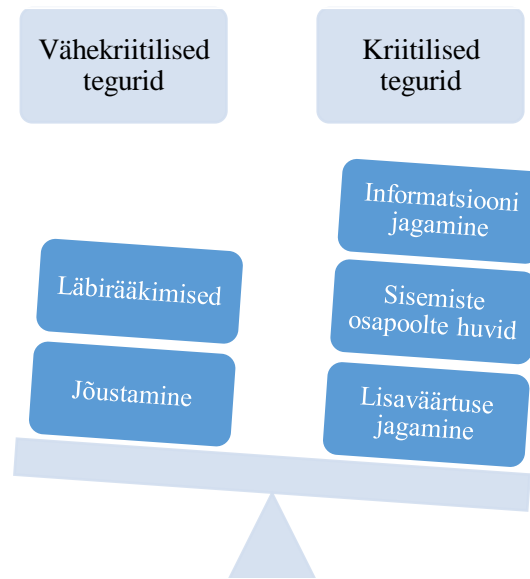 Vähekriitilised
tegurid
Kriitilised
tegurid
Läbirääkimised
Jõustamine
Informatsiooni
jagamine
Sisemiste
osapoolte huvid
Lisaväärtuse
jagamine